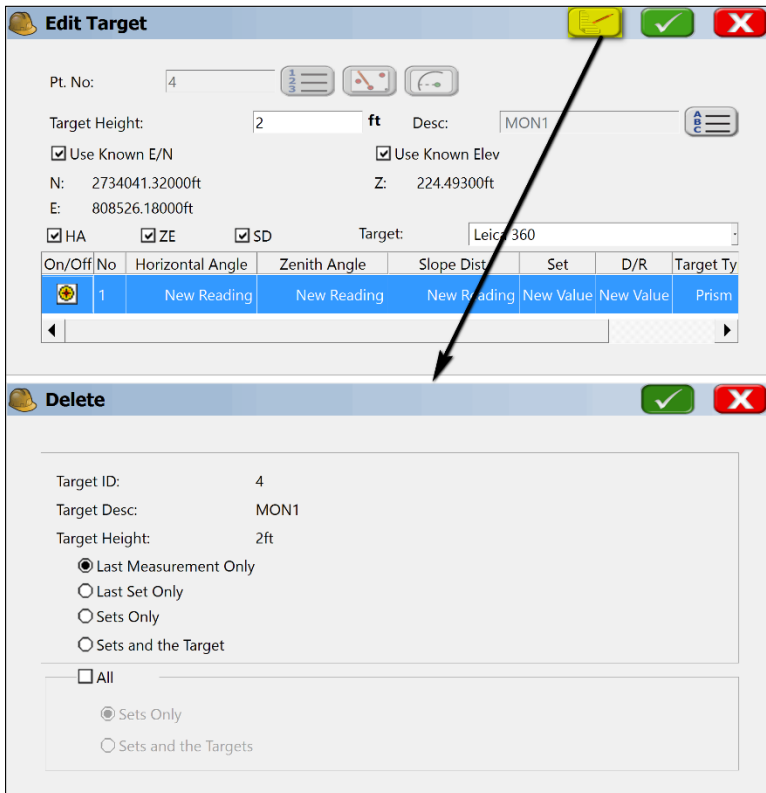 Edit Target
Pt. No: 4
1
2
3
Target Height: 2 ft Desc: MON1
A
B
C
Use Known E/N Use Known Elev
N: 2734041.32000ft Z: 224.49300ft
E: 808526.18000ft
HA ZE SD Target: Leica 360
On/Off No Horizontal Angle Zenith Angle Slope Dist Set D/R Target Ty
1 New Reading New Reading New Reading New Value New Value Prism
Delete
Target ID: 4
Target Desc: MON1
Target Height: 2ft
Last Measurement Only
Last Set Only
Sets Only
Sets and the Target
All
Sets Only
Sets and the Targets